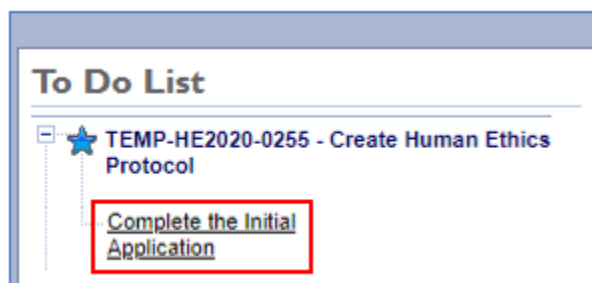 To Do List
TEMP-HE2020-0255 - Create Human Ethics
Protocol
Complete the Initial
Application